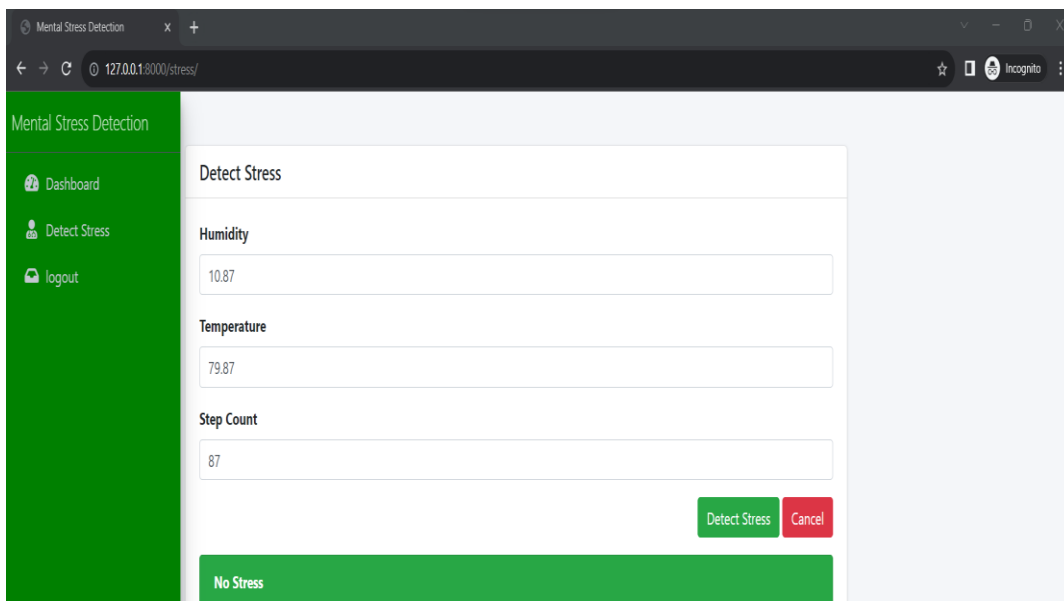 Mental Stress Detection
127.0.0.1:8000/stress/
Incognito
Mental Stress Detection
Dashboard
Detect Stress
logout
Detect Stress
Humidity
10.87
Temperature
79.87
Step Count
87
Detect Stress Cancel
No Stress